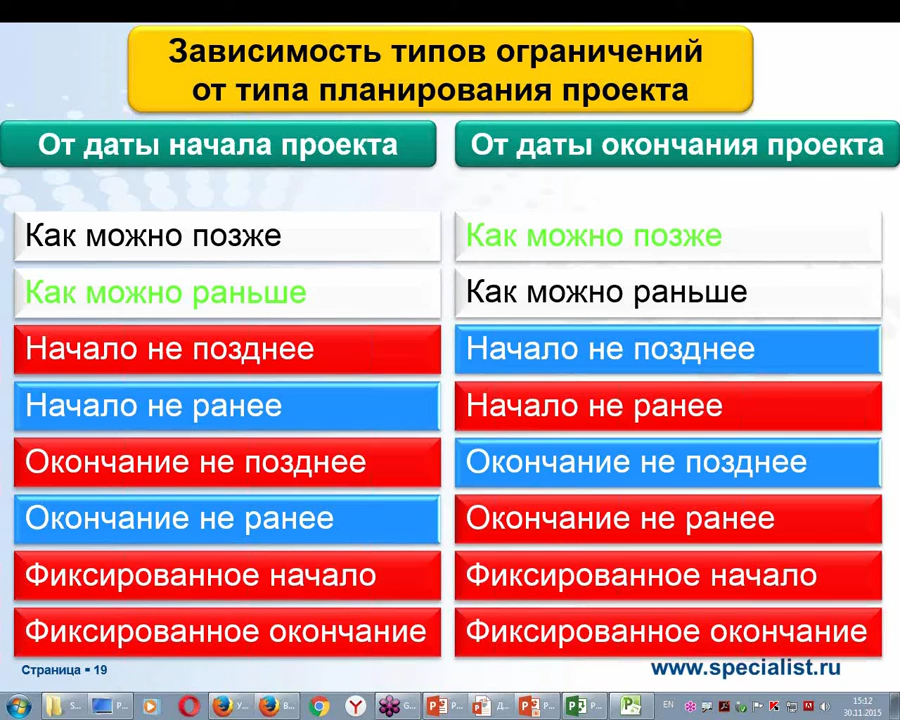 Зависимость типов ограничений
от типа планирования проекта
От даты начала проекта
От даты окончания проекта
Как можно позже
Как можно позже
Как можно раньше
Как можно раньше
Начало не позднее
Начало не позднее
Начало не ранее
Начало не ранее
Окончание не позднее
Окончание не позднее
Окончание не ранее
Окончание не ранее
Фиксированное начало
Фиксированное начало
Фиксированное окончание
Фиксированное окончание
Страница ▪ 19
www.specialist.ru
S... P... У... В... G... P... Д... P... P... P... EN 15:12
30.11.2015